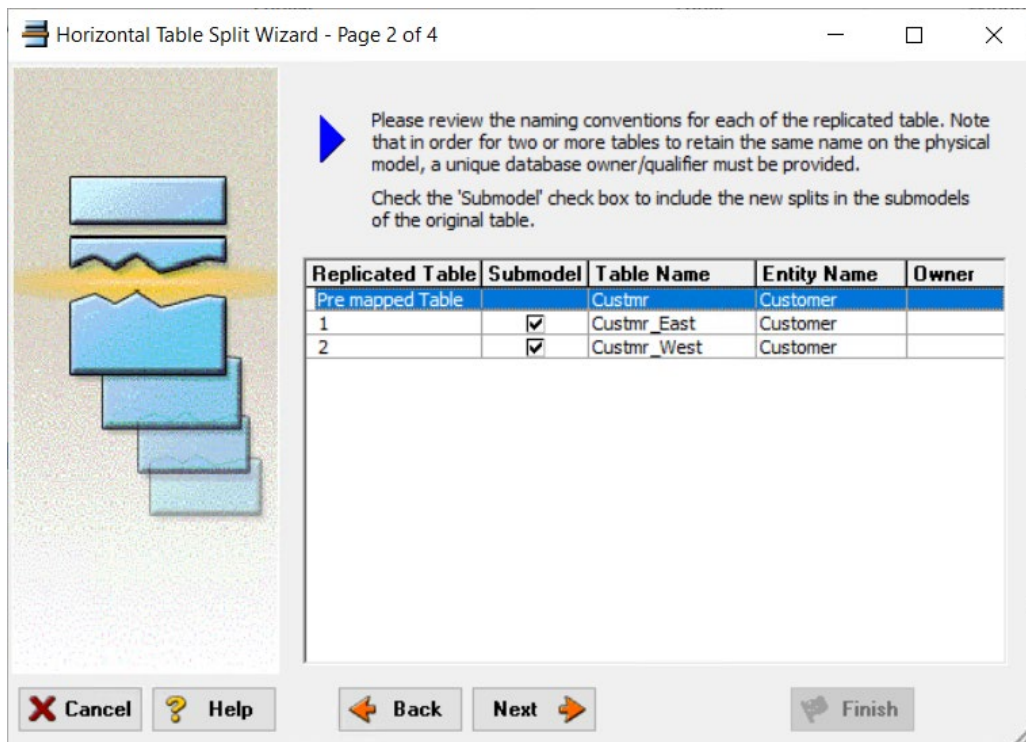 Horizontal Table Split Wizard - Page 2 of 4
Please review the naming conventions for each of the replicated table. Note
that in order for two or more tables to retain the same name on the physical
model, a unique database owner/qualifier must be provided.
Check the 'Submodel' check box to include the new splits in the submodels
of the original table.
Replicated Table Submodel Table Name Entity Name Owner
Pre mapped Table Custmr Customer
1 Custmr_East Customer
2 Custmr_West Customer
Cancel Help Back Next Finish